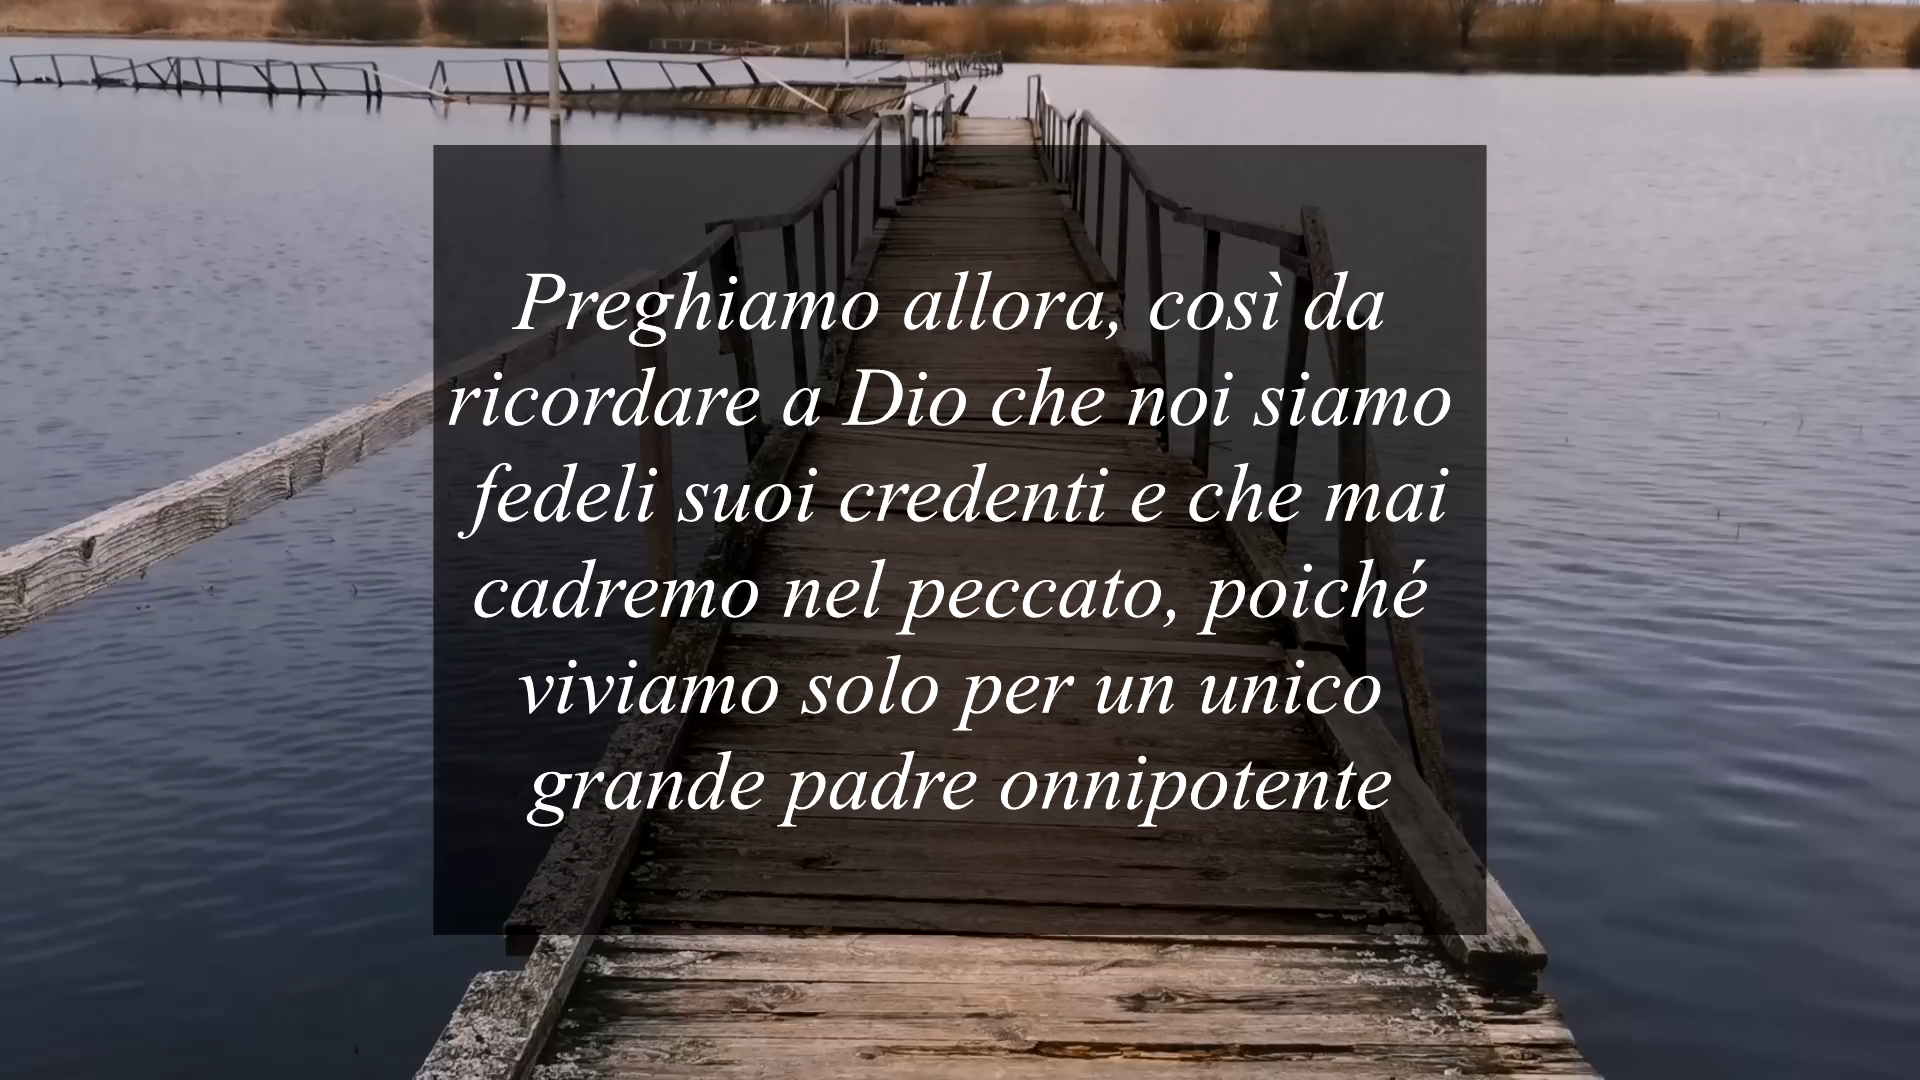 Preghiamo allora, così da
ricordare a Dio che noi siamo
fedeli suoi credenti e che mai
cadremo nel peccato, poiché
viviamo solo per un unico
grande padre onnipotente